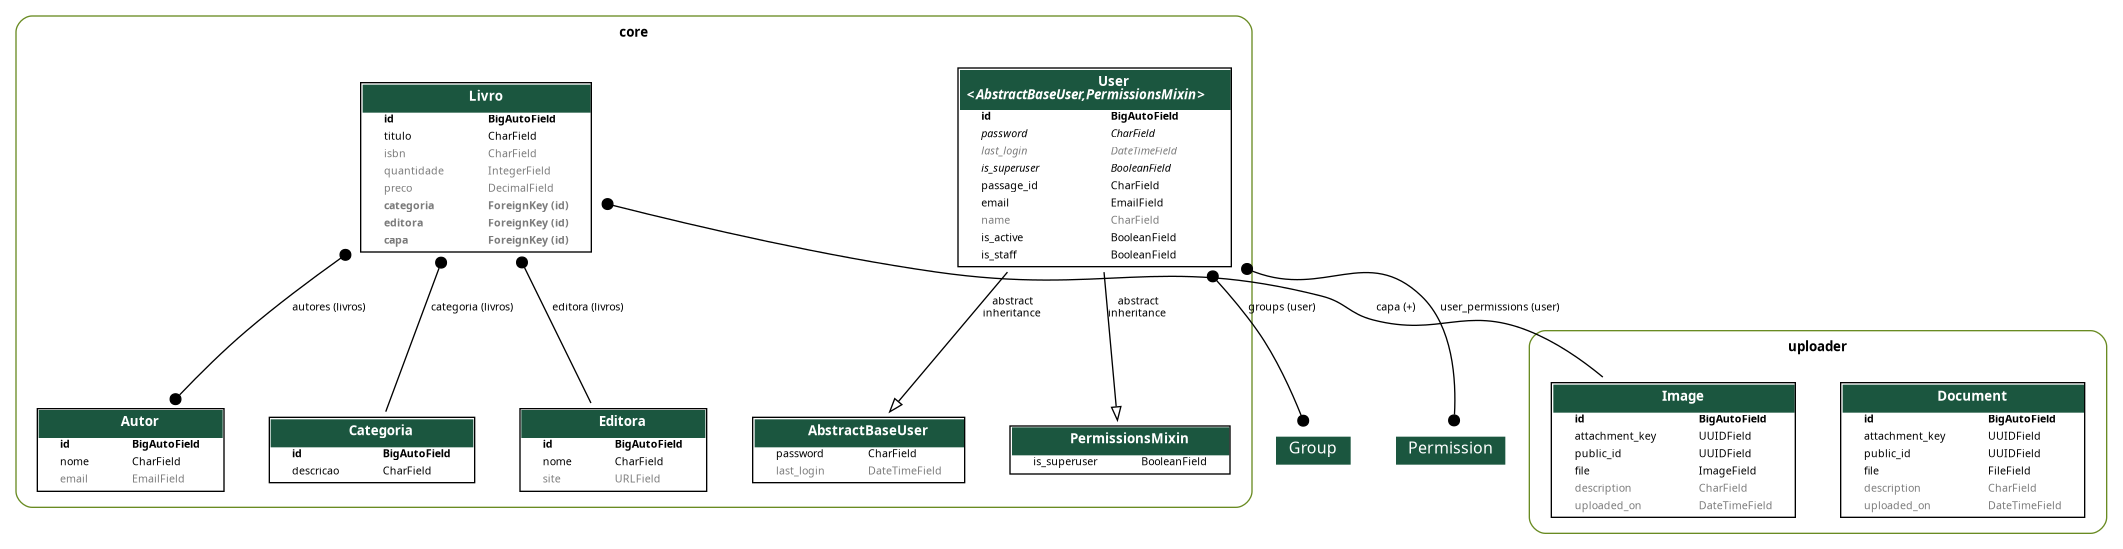 core
Livro
id BigAutoField
titulo CharField
isbn CharField
quantidade IntegerField
preco DecimalField
categoria ForeignKey (id)
editora ForeignKey (id)
capa ForeignKey (id)
User
<AbstractBaseUser,PermissionsMixin>
id BigAutoField
password CharField
last_login DateTimeField
is_superuser BooleanField
passage_id CharField
email EmailField
name CharField
is_active BooleanField
is_staff BooleanField
autores (livros)
categoria (livros)
editora (livros)
abstract
inheritance
abstract
inheritance
groups (user)
capa (+)
user_permissions (user)
Autor
id BigAutoField
nome CharField
email EmailField
Categoria
id BigAutoField
descricao CharField
Editora
id BigAutoField
nome CharField
site URLField
AbstractBaseUser
password CharField
last_login DateTimeField
PermissionsMixin
is_superuser BooleanField
Group
Permission
uploader
Image
id BigAutoField
attachment_key UUIDField
public_id UUIDField
file ImageField
description CharField
uploaded_on DateTimeField
Document
id BigAutoField
attachment_key UUIDField
public_id UUIDField
file FileField
description CharField
uploaded_on DateTimeField